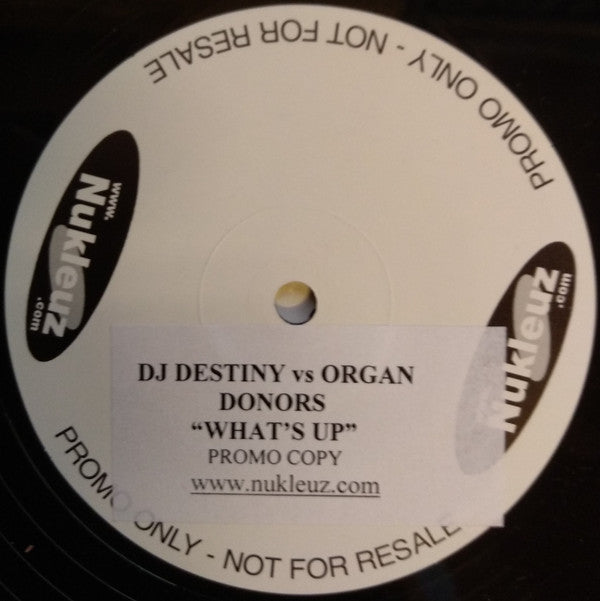 PROMO ONLY - NOT FOR RESALE
www.
Nukleuz
.com
Nukleuz
.com
DJ DESTINY vs ORGAN
DONORS
“WHAT’S UP”
PROMO COPY
www.nukleuz.com
PROMO ONLY - NOT FOR RESALE